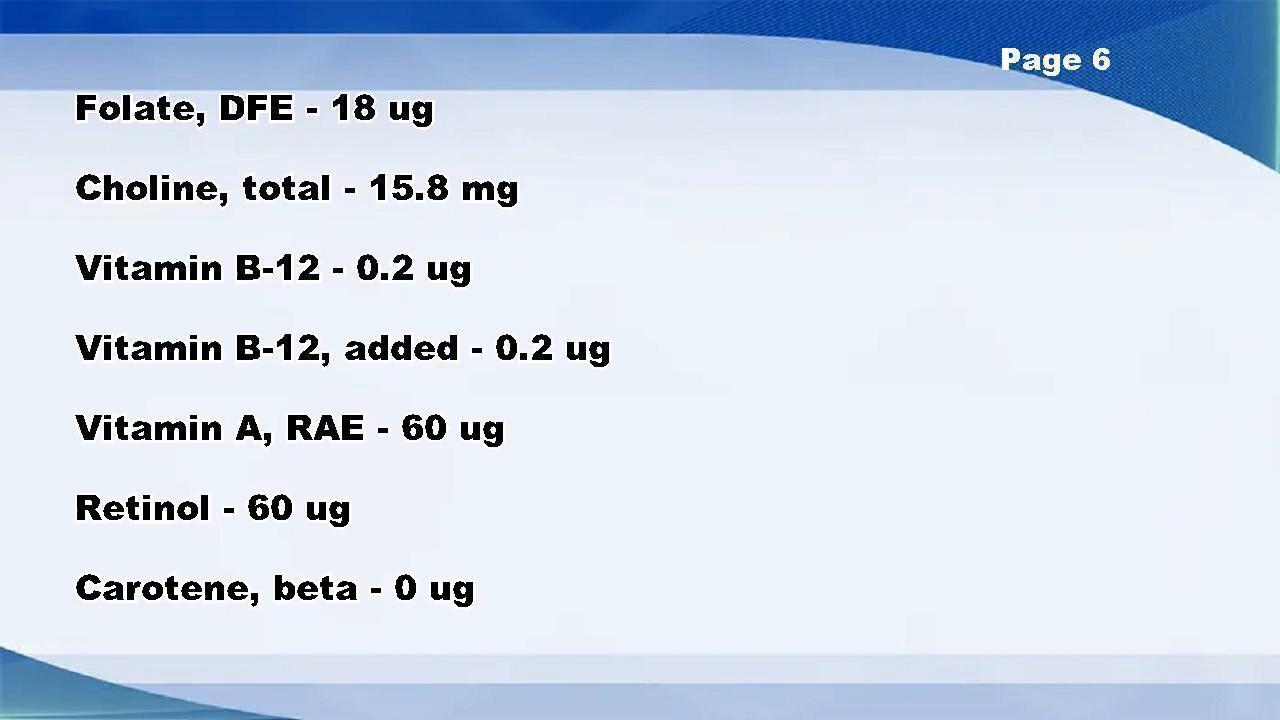 Page 6
Folate, DFE - 18 ug
Choline, total - 15.8 mg
Vitamin B-12 - 0.2 ug
Vitamin B-12, added - 0.2 ug
Vitamin A, RAE - 60 ug
Retinol - 60 ug
Carotene, beta - 0 ug